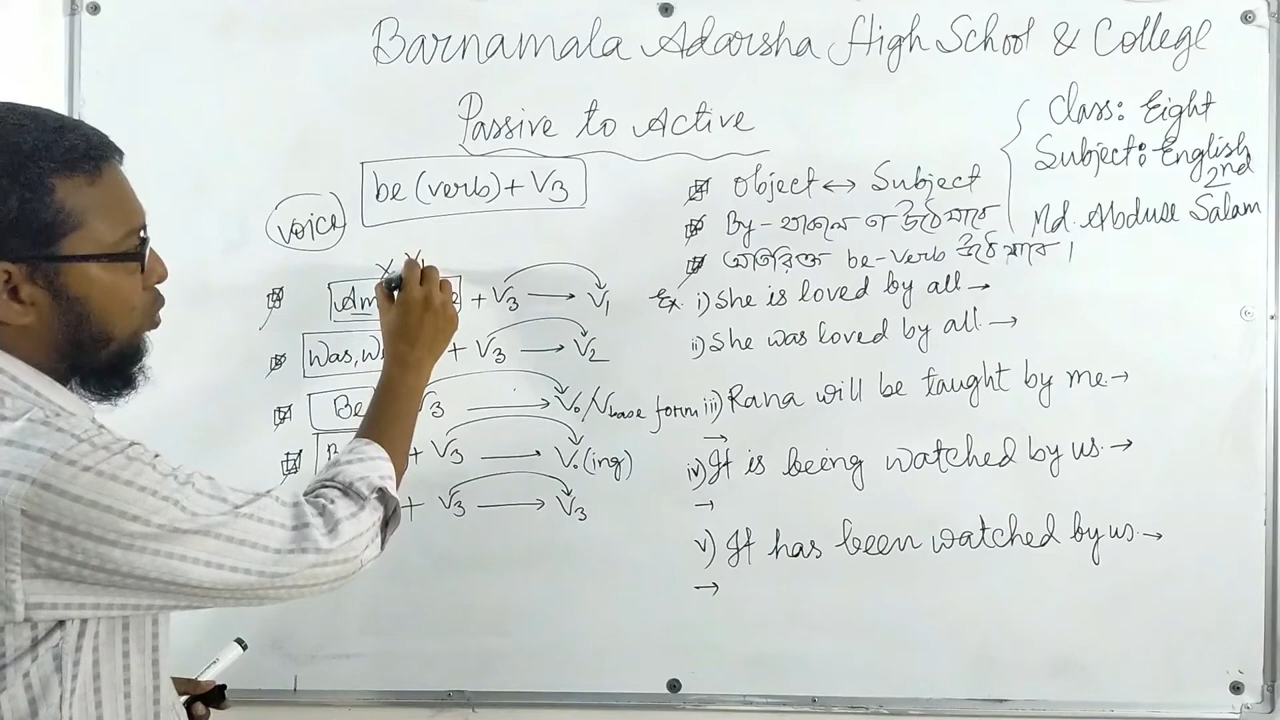 Barnamala Adarsha High School & College
Passive to Active
Class: Eight
Subject: English 2nd
Md. Abduse Salam
be (verb) + V3
voice
Object ↔ Subject
By - থাকলে তা উঠে যাবে
অতিরিক্ত be-verb উঠে যাবে।
Am + V3 → V1
Was, + V3 → V2
Be V3 → V0/Vbase form
+ V3 → V0(ing)
+ V3 → V3
Ex. i) She is loved by all →
ii) She was loved by all. →
iii) Rana will be taught by me. →
→
iv) It is being watched by us. →
→
v) It has been watched by us. →
→